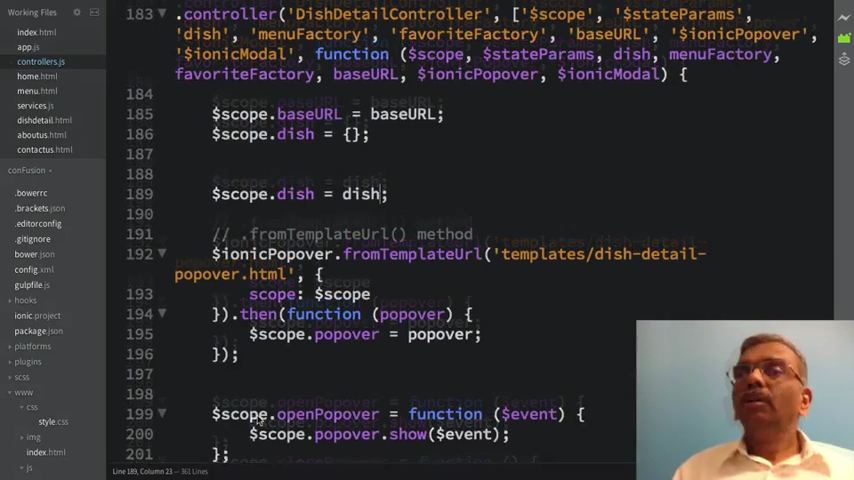 Working Files
index.html
app.js
controllers.js
home.html
menu.html
services.js
dishdetail.html
aboutus.html
contactus.html
conFusion
.bowerrc
.brackets.json
.editorconfig
.gitignore
bower.json
config.xml
gulpfile.js
hooks
ionic.project
package.json
platforms
plugins
scss
www
css
style.css
img
index.html
js
183 .controller('DishDetailController', ['$scope', '$stateParams',
'dish', 'menuFactory', 'favoriteFactory', 'baseURL', '$ionicPopover',
'$ionicModal', function ($scope, $stateParams, dish, menuFactory,
favoriteFactory, baseURL, $ionicPopover, $ionicModal) {
184
185 $scope.baseURL = baseURL;
186 $scope.dish = {};
187
188
189 $scope.dish = dish;
190
191 // .fromTemplateUrl() method
192 $ionicPopover.fromTemplateUrl('templates/dish-detail-
popover.html', {
193 scope: $scope
194 }).then(function (popover) {
195 $scope.popover = popover;
196 });
197
198
199 $scope.openPopover = function ($event) {
200 $scope.popover.show($event);
201 };
Line 189, Column 23 — 361 Lines